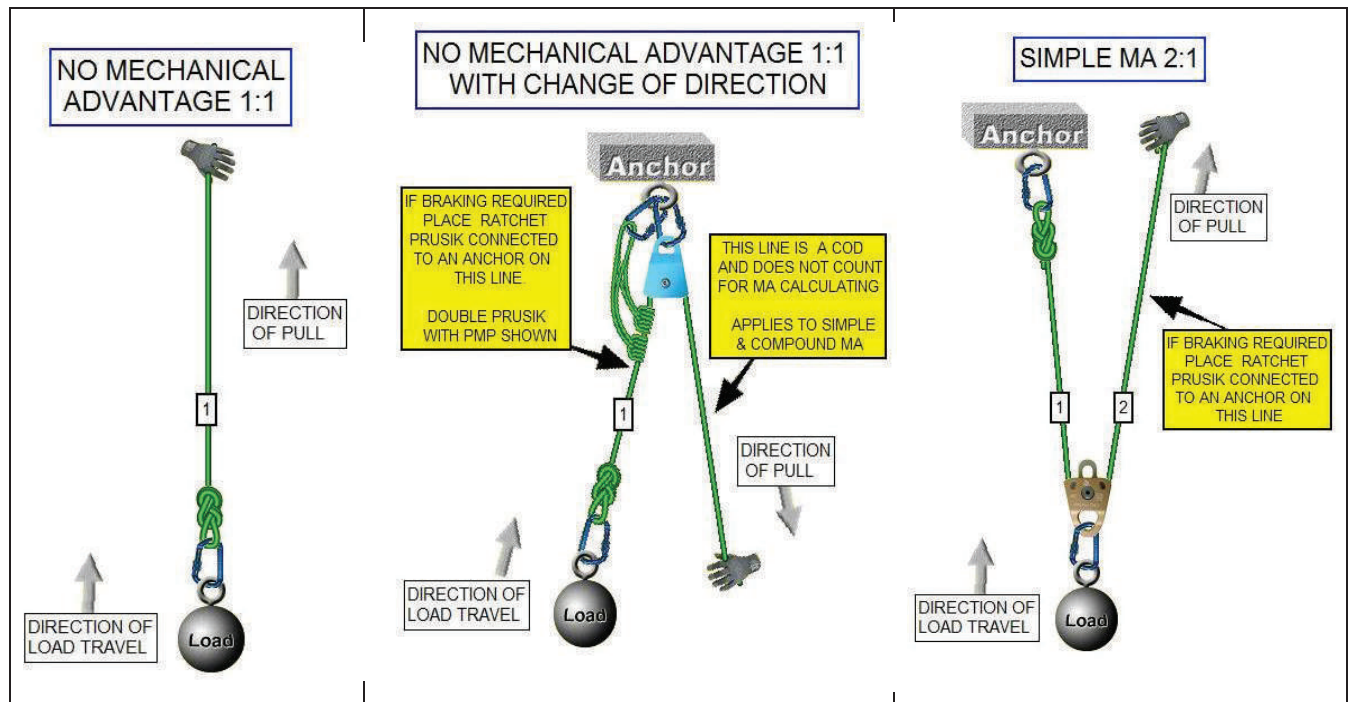 NO MECHANICAL
ADVANTAGE 1:1
DIRECTION
OF PULL
1
DIRECTION OF
LOAD TRAVEL
Load
NO MECHANICAL ADVANTAGE 1:1
WITH CHANGE OF DIRECTION
Anchor
IF BRAKING REQUIRED
PLACE RATCHET
PRUSIK CONNECTED
TO AN ANCHOR ON
THIS LINE
DOUBLE PRUSIK
WITH PMP SHOWN
THIS LINE IS A COD
AND DOES NOT COUNT
FOR MA CALCULATING
APPLIES TO SIMPLE
& COMPOUND MA
1
DIRECTION
OF PULL
DIRECTION OF
LOAD TRAVEL
Load
SIMPLE MA 2:1
Anchor
DIRECTION
OF PULL
IF BRAKING REQUIRED
PLACE RATCHET
PRUSIK CONNECTED
TO AN ANCHOR ON
THIS LINE
1
2
DIRECTION OF
LOAD TRAVEL
Load